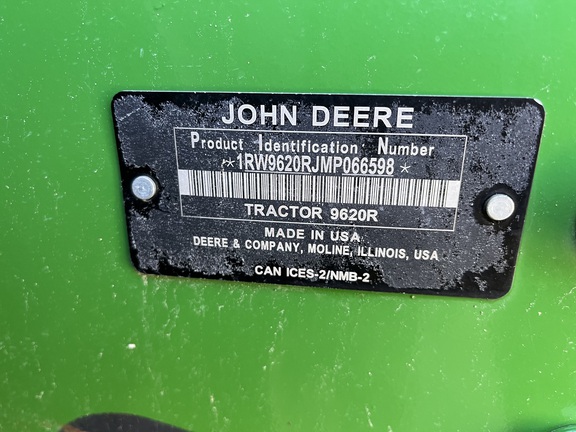 JOHN DEERE
Product Identification Number
*1RW9620RJMP066598*
TRACTOR 9620R
MADE IN USA
DEERE & COMPANY, MOLINE, ILLINOIS, USA
CAN ICES-2/NMB-2